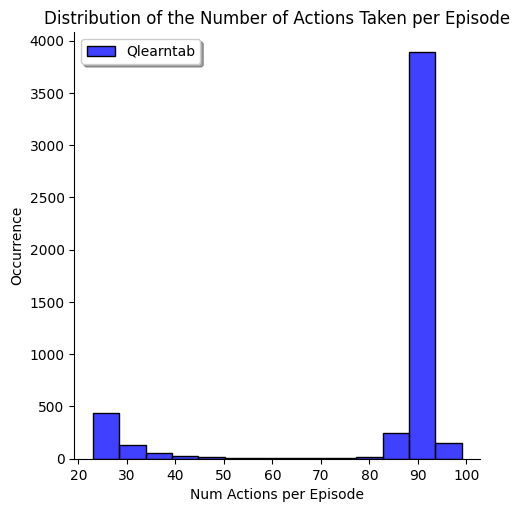 Distribution of the Number of Actions Taken per Episode
Qlearntab
4000
3500
3000
2500
2000
1500
1000
500
0
Occurrence
20 30 40 50 60 70 80 90 100
Num Actions per Episode